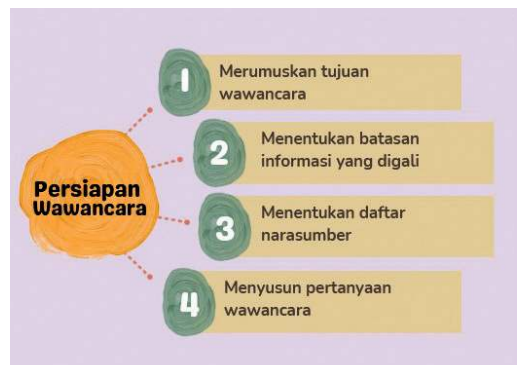 Persiapan
Wawancara
1
Merumuskan tujuan
wawancara
2
Menentukan batasan
informasi yang digali
3
Menentukan daftar
narasumber
4
Menyusun pertanyaan
wawancara